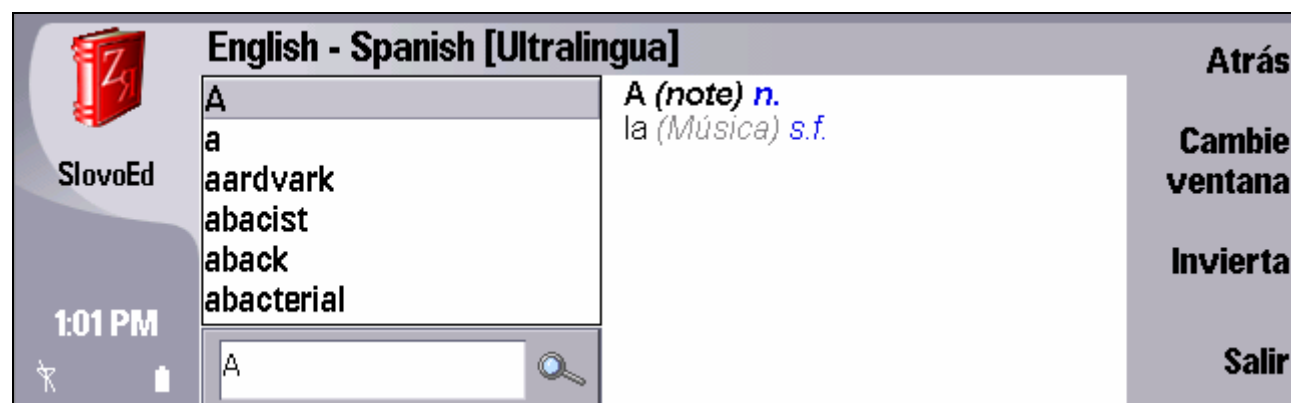 English - Spanish [Ultralingua]
SlovoEd
1:01 PM
A
a
aardvark
abacist
aback
abacterial
A
A (note) n.
la (Música) s.f.
Atrás
Cambie
ventana
Invierta
Salir